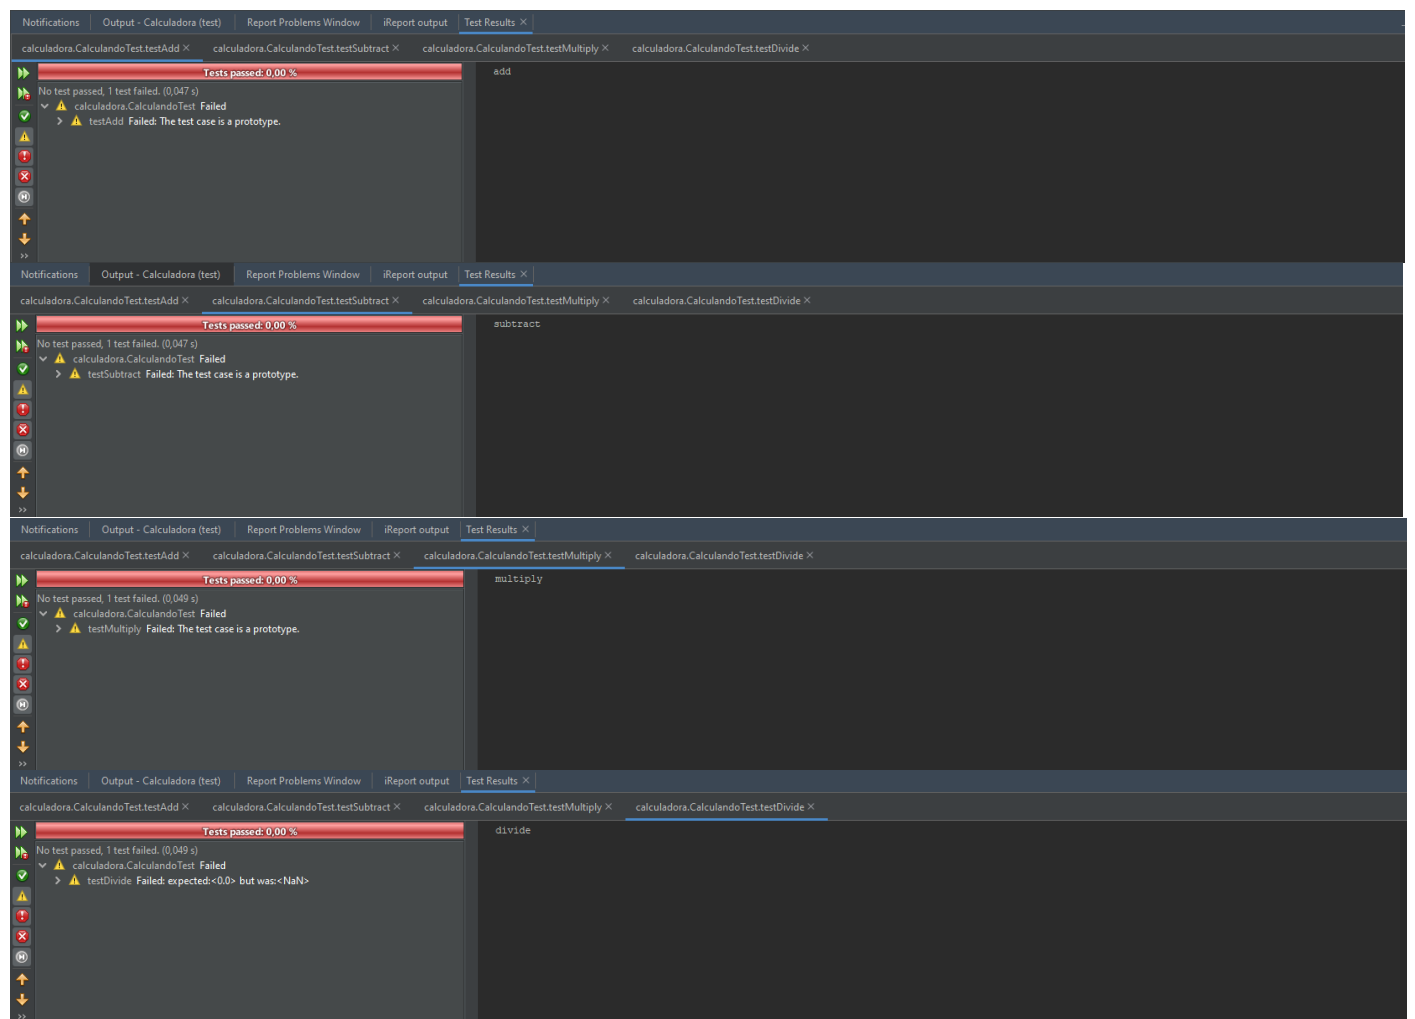 Notifications Output - Calculadora (test) Report Problems Window iReport output Test Results ×
calculadora.CalculandoTest.testAdd × calculadora.CalculandoTest.testSubtract × calculadora.CalculandoTest.testMultiply × calculadora.CalculandoTest.testDivide ×
Tests passed: 0,00 % add
No test passed, 1 test failed. (0,047 s)
calculadora.CalculandoTest Failed
testAdd Failed: The test case is a prototype.
Notifications Output - Calculadora (test) Report Problems Window iReport output Test Results ×
calculadora.CalculandoTest.testAdd × calculadora.CalculandoTest.testSubtract × calculadora.CalculandoTest.testMultiply × calculadora.CalculandoTest.testDivide ×
Tests passed: 0,00 % subtract
No test passed, 1 test failed. (0,047 s)
calculadora.CalculandoTest Failed
testSubtract Failed: The test case is a prototype.
Notifications Output - Calculadora (test) Report Problems Window iReport output Test Results ×
calculadora.CalculandoTest.testAdd × calculadora.CalculandoTest.testSubtract × calculadora.CalculandoTest.testMultiply × calculadora.CalculandoTest.testDivide ×
Tests passed: 0,00 % multiply
No test passed, 1 test failed. (0,049 s)
calculadora.CalculandoTest Failed
testMultiply Failed: The test case is a prototype.
Notifications Output - Calculadora (test) Report Problems Window iReport output Test Results ×
calculadora.CalculandoTest.testAdd × calculadora.CalculandoTest.testSubtract × calculadora.CalculandoTest.testMultiply × calculadora.CalculandoTest.testDivide ×
Tests passed: 0,00 % divide
No test passed, 1 test failed. (0,049 s)
calculadora.CalculandoTest Failed
testDivide Failed: expected:<0.0> but was:<NaN>